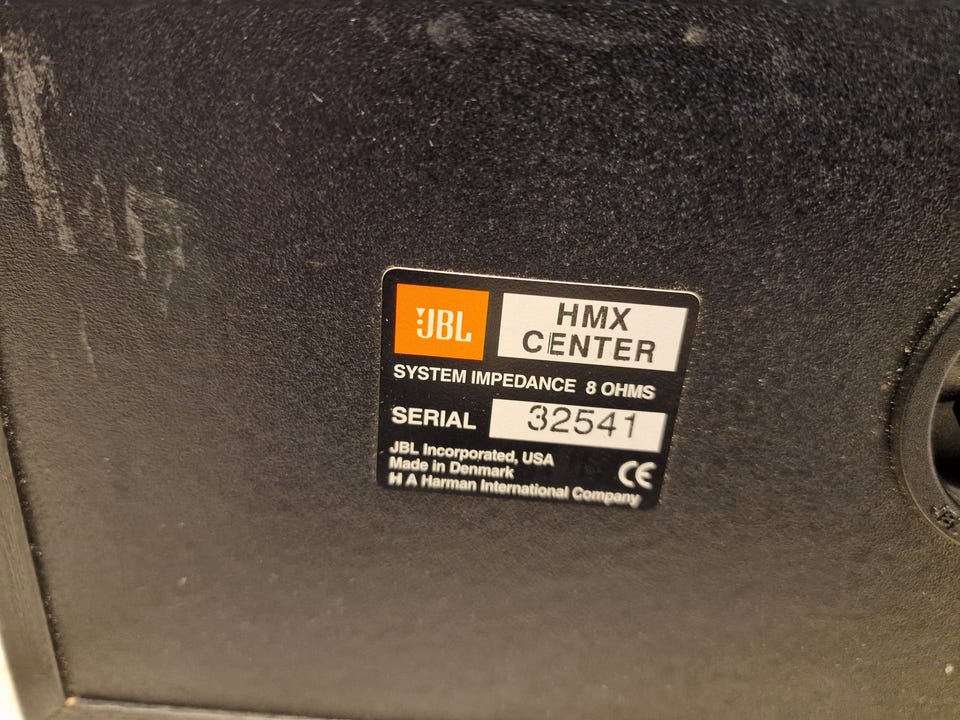 JBL
HMX
CENTER
SYSTEM IMPEDANCE 8 OHMS
SERIAL 32541
JBL Incorporated, USA
Made in Denmark
H A Harman International Company
CE